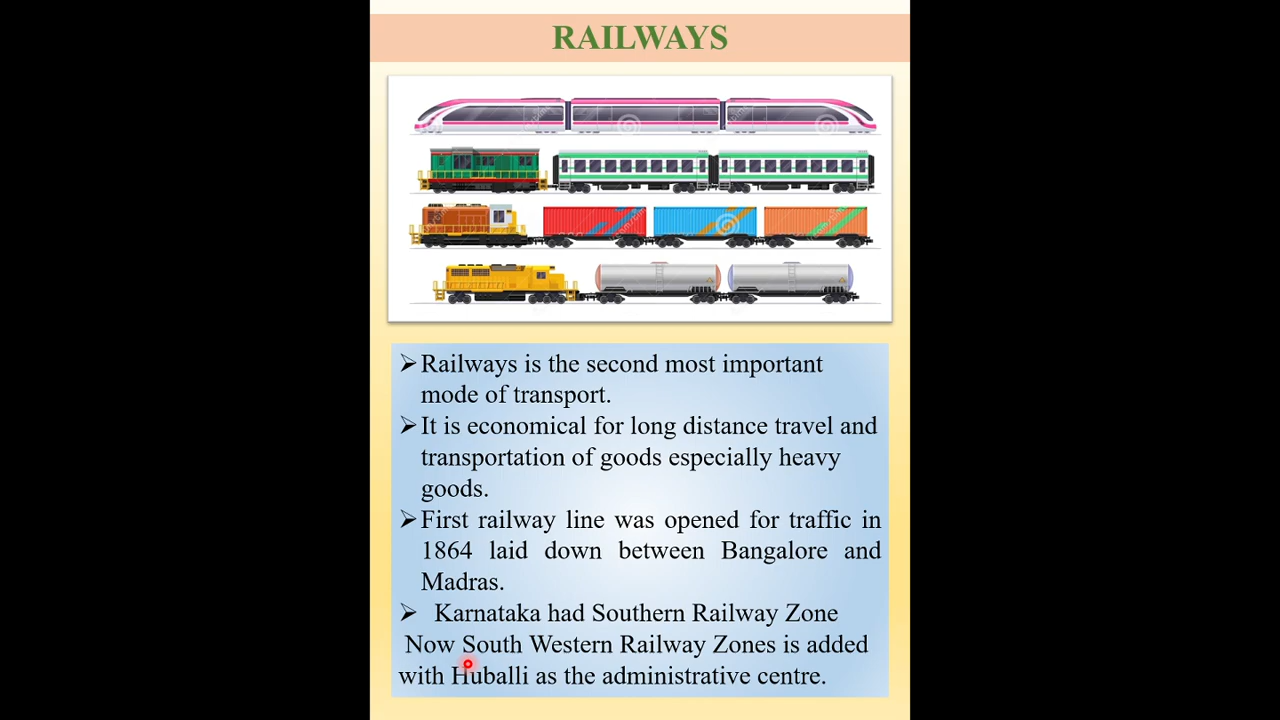 RAILWAYS
➢Railways is the second most important
mode of transport.
➢It is economical for long distance travel and
transportation of goods especially heavy
goods.
➢First railway line was opened for traffic in
1864 laid down between Bangalore and
Madras.
➢ Karnataka had Southern Railway Zone
Now South Western Railway Zones is added
with Huballi as the administrative centre.